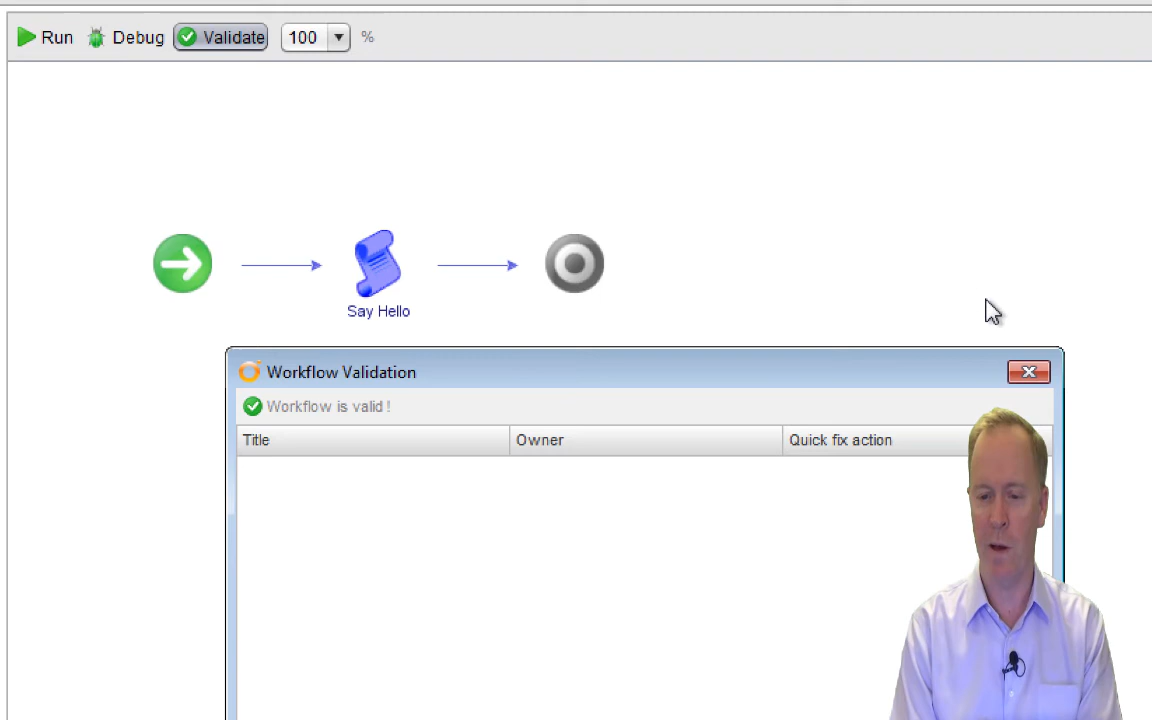 Run Debug Validate 100 %
Say Hello
Workflow Validation
Workflow is valid!
Title Owner Quick fix action